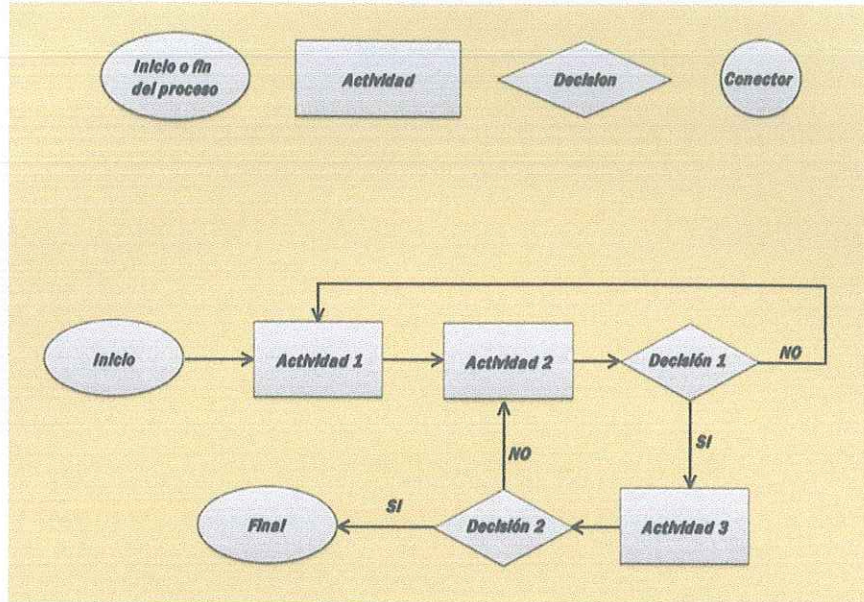 Inicio o fin
del proceso
Actividad
Decision
Conector
Inicio
Actividad 1
Actividad 2
Decisión 1
NO
SI
NO
Final
SI
Decisión 2
Actividad 3